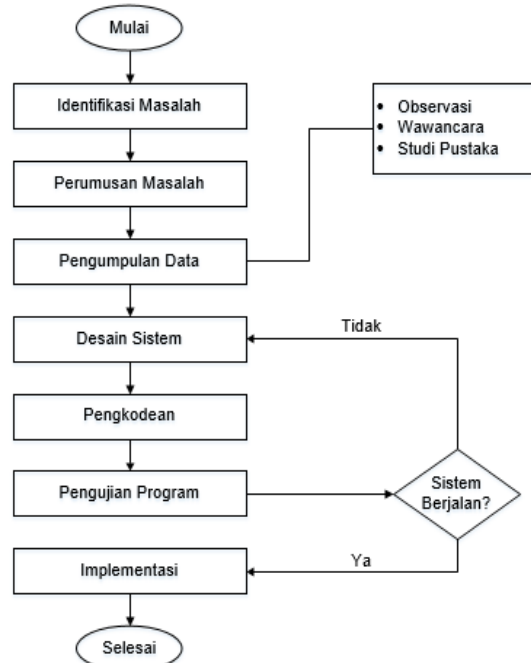 Mulai
Identifikasi Masalah
• Observasi
• Wawancara
• Studi Pustaka
Perumusan Masalah
Pengumpulan Data
Tidak
Desain Sistem
Pengkodean
Sistem
Berjalan?
Pengujian Program
Ya
Implementasi
Selesai